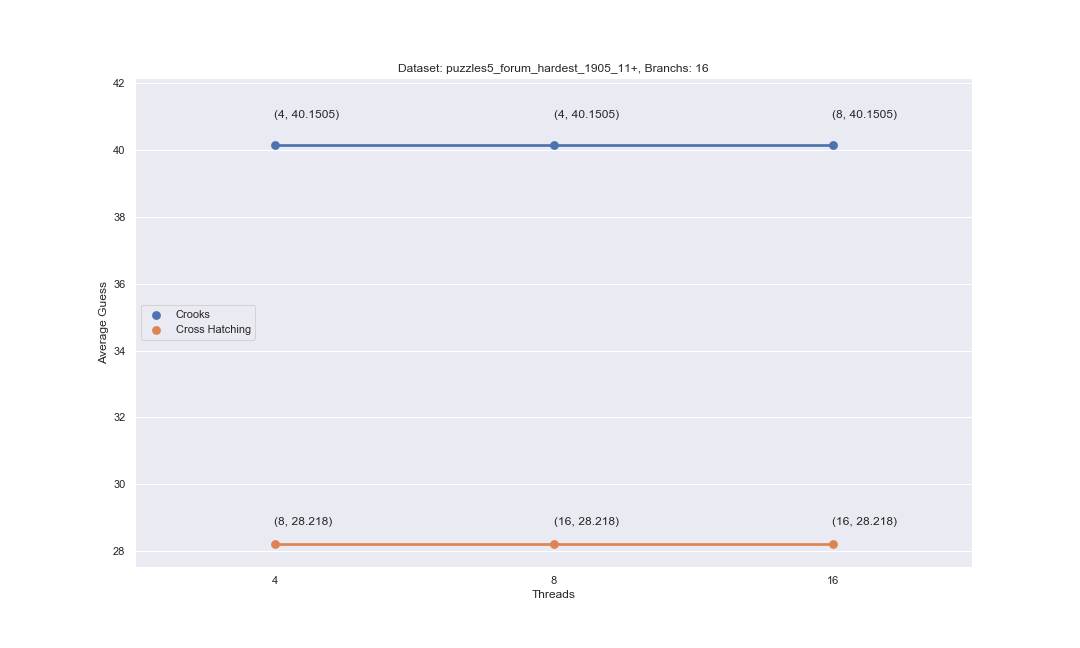 Dataset: puzzles5_forum_hardest_1905_11+, Branchs: 16
42
(4, 40.1505) (4, 40.1505) (8, 40.1505)
40
38
36
Average Guess
Crooks
Cross Hatching
34
32
30
(8, 28.218) (16, 28.218) (16, 28.218)
28
4 8 16
Threads